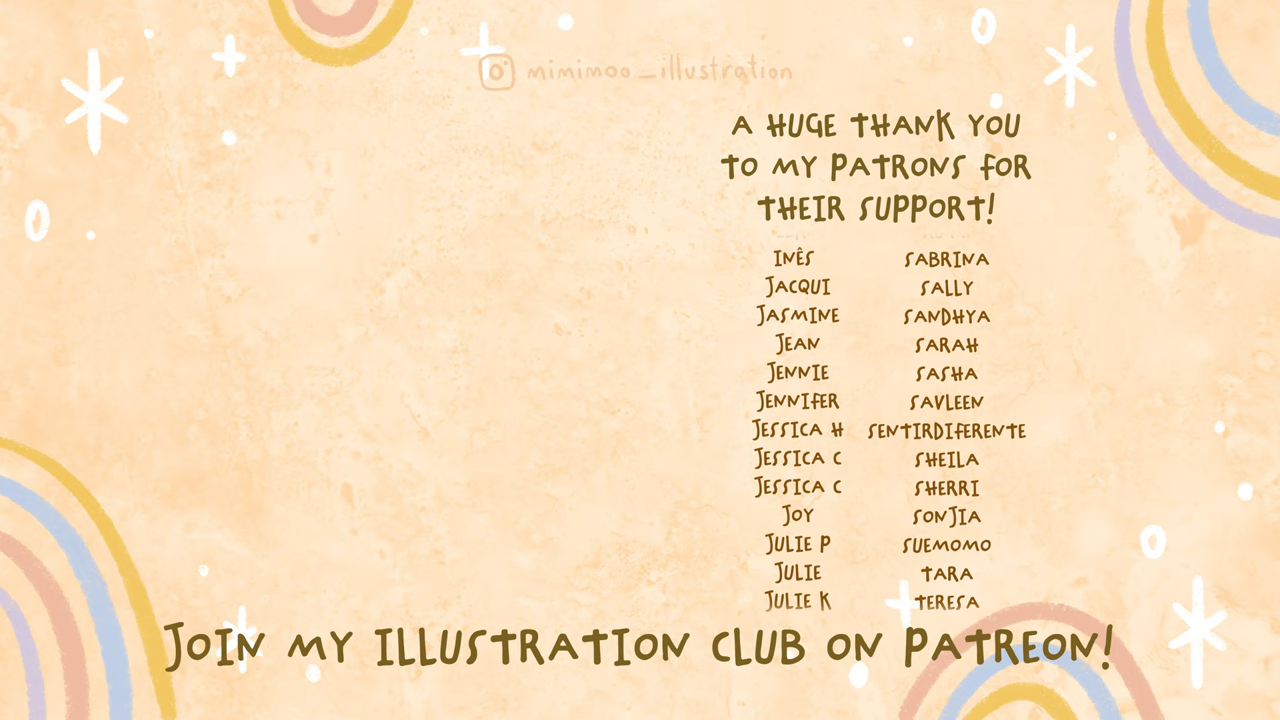 mimimoo_illustration
A HUGE THANK YOU
TO MY PATRONS FOR
THEIR SUPPORT!
INÊS
JACQUI
JASMINE
JEAN
JENNIE
JENNIFER
JESSICA H
JESSICA C
JESSICA C
JOY
JULIE P
JULIE
JULIE K
SABRINA
SALLY
SANDHYA
SARAH
SASHA
SAVLEEN
SENTIRDIFERENTE
SHEILA
SHERRI
SONJIA
SUEMOMO
TARA
TERESA
JOIN MY ILLUSTRATION CLUB ON PATREON!